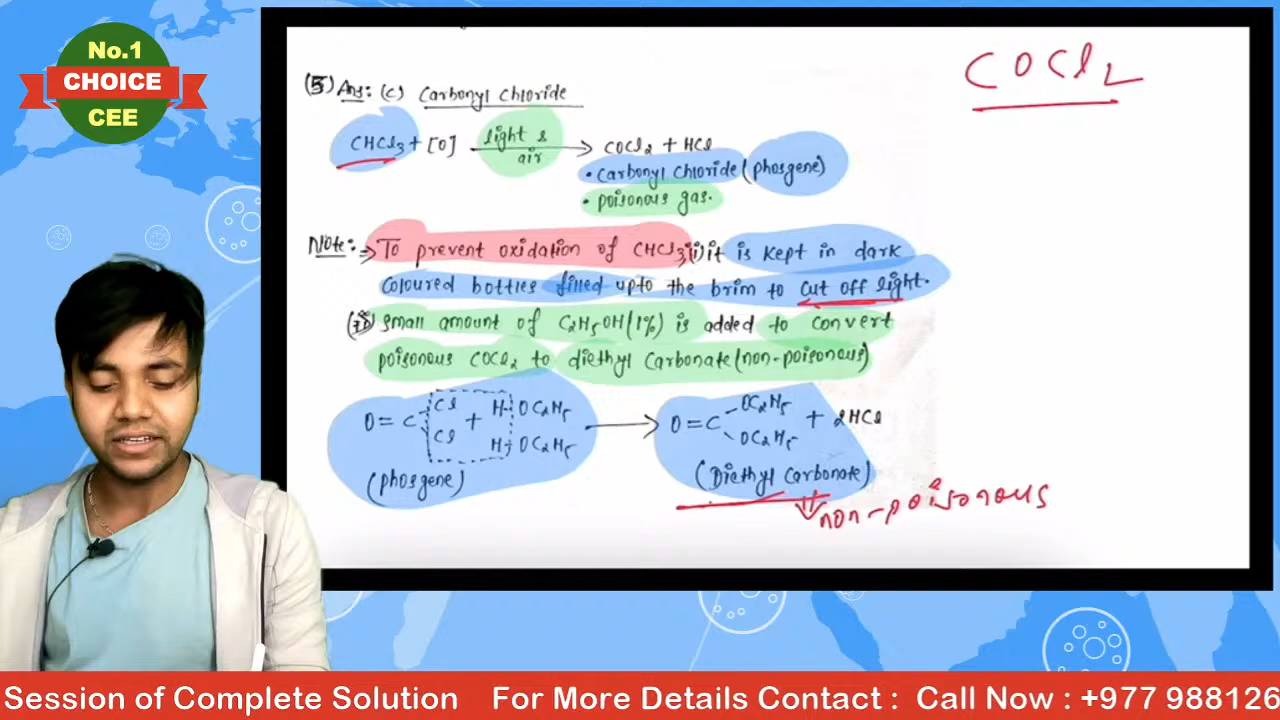 No.1
CHOICE
CEE
COCl2
(5) Ans: (c) Carbonyl Chloride
CHCl3 + [O] light & air → COCl2 + HCl
• Carbonyl Chloride (phosgene)
• poisonous gas.
Note:- → To prevent oxidation of CHCl3 (i) it is kept in dark
Coloured bottles filled upto the brim to cut off light.
(ii) small amount of C2H5OH (1%) is added to convert
poisonous COCl2 to diethyl Carbonate (non-poisonous)
O=C Cl Cl + H-OC2H5 H-OC2H5 → O=C OC2H5 OC2H5 + 2HCl
(phosgene) (Diethyl Carbonate)
non-poisonous
Session of Complete Solution For More Details Contact : Call Now : +977 988126